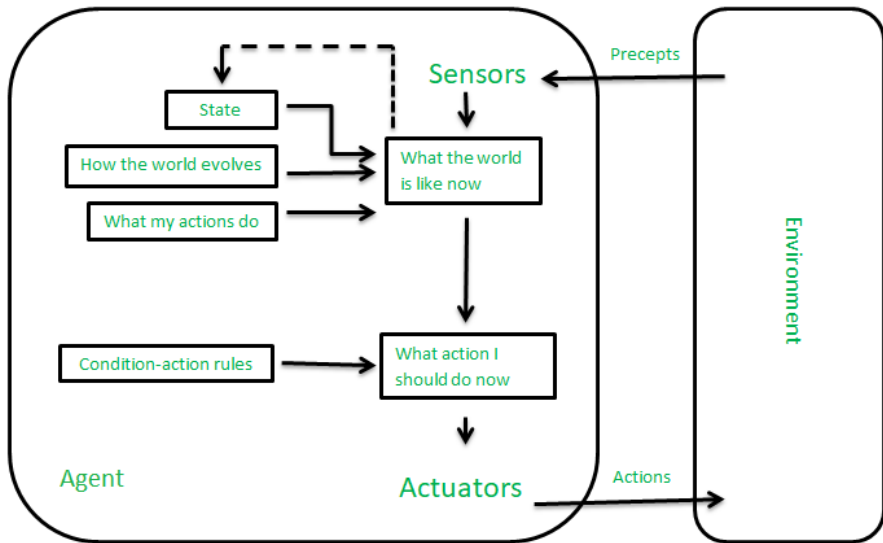 Precepts
Sensors
State
How the world evolves
What the world
is like now
What my actions do
Environment
Condition-action rules
What action I
should do now
Agent
Actuators
Actions